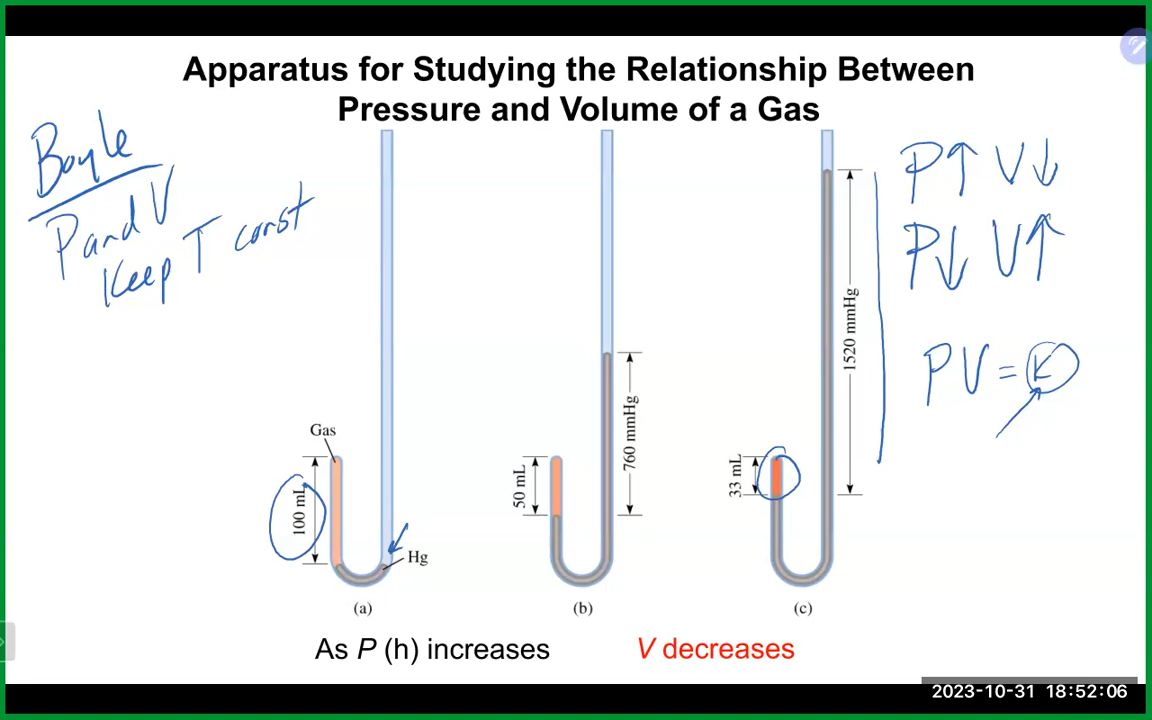 Apparatus for Studying the Relationship Between
Pressure and Volume of a Gas
Boyle
P and V
Keep T const
P↑ V↓
P↓ V↑
PV = K
Gas
100 mL
Hg
(a)
50 mL
760 mmHg
(b)
33 mL
1520 mmHg
(c)
As P (h) increases
V decreases
2023-10-31 18:52:06